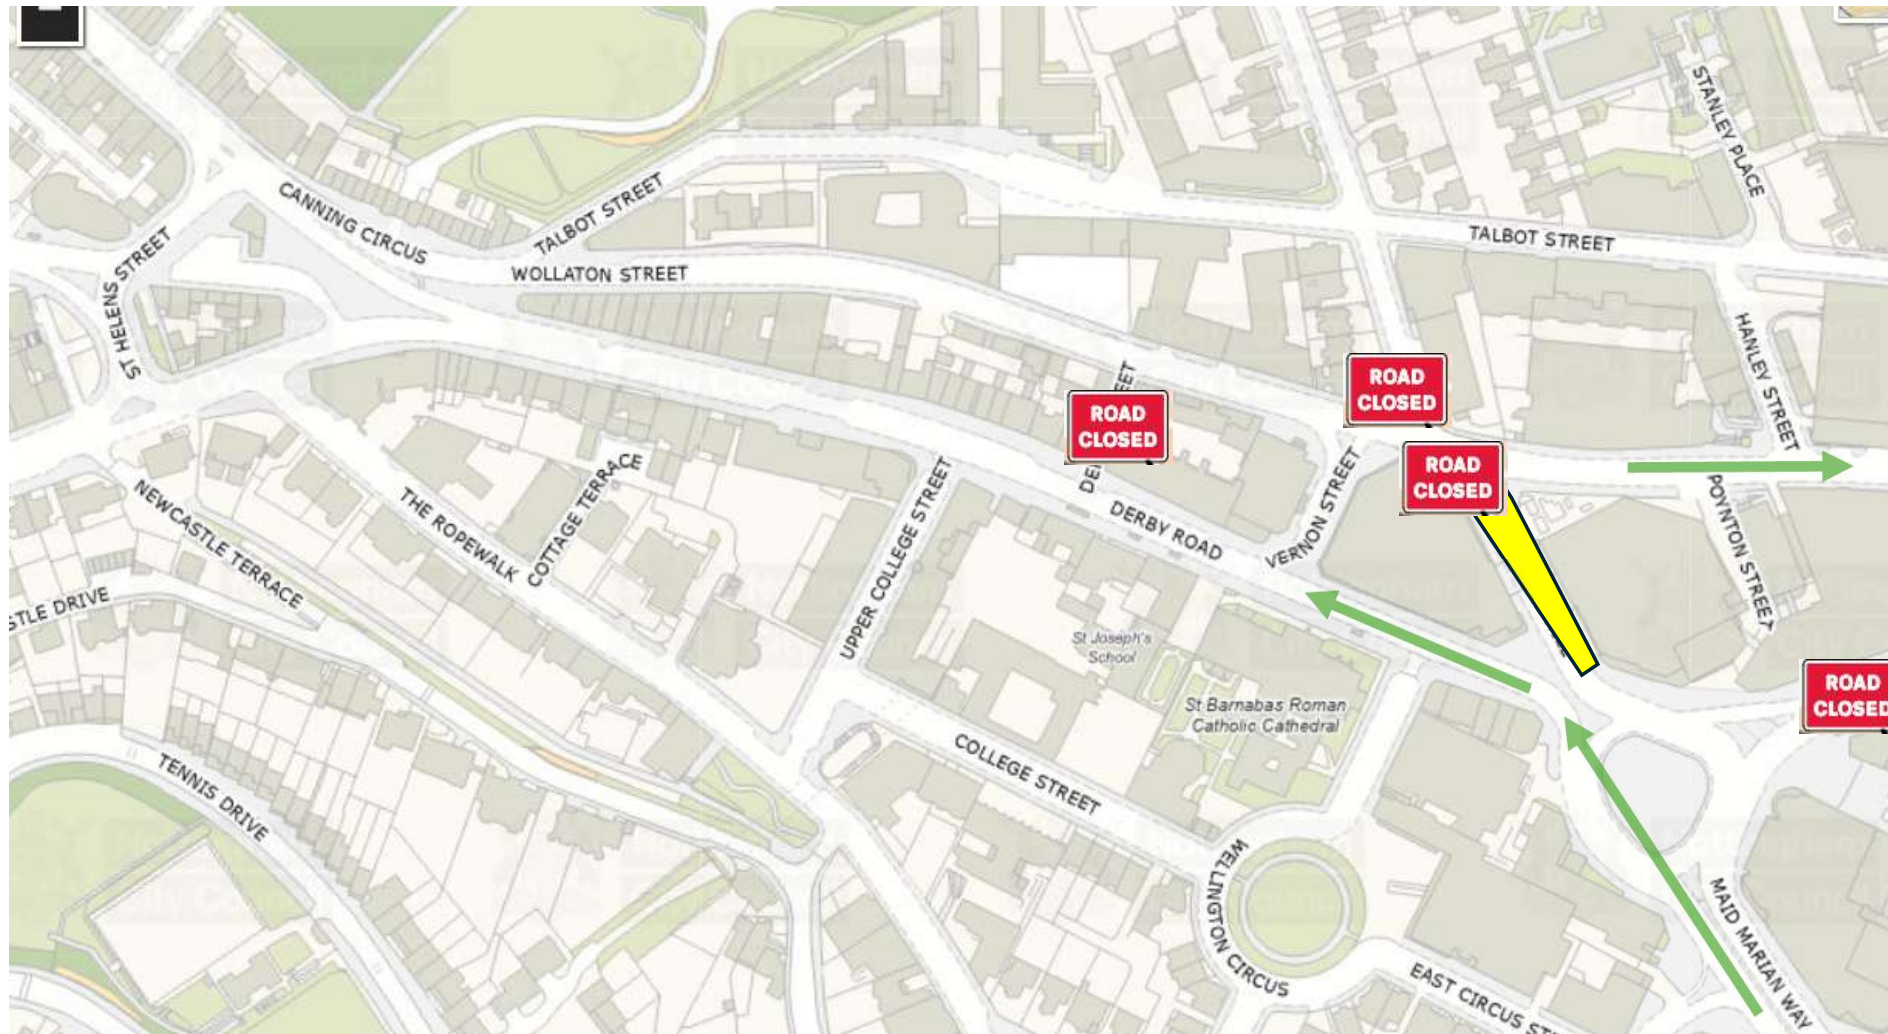 STANLEY PLACE
TALBOT STREET
CANNING CIRCUS
TALBOT STREET
WOLLATON STREET
ST HELENS STREET
HANLEY STREET
ROAD
CLOSED
ROAD
CLOSED
ROAD
CLOSED
NEWCASTLE TERRACE
THE ROPEWALK
COTTAGE TERRACE
UPPER COLLEGE STREET
DERBY ROAD
VERNON STREET
POYNTON STREET
STLE DRIVE
St Joseph's
School
St Barnabas Roman
Catholic Cathedral
ROAD
CLOSED
TENNIS DRIVE
COLLEGE STREET
WELLINGTON CIRCUS
EAST CIRCUS ST
MAID MARIAN WAY